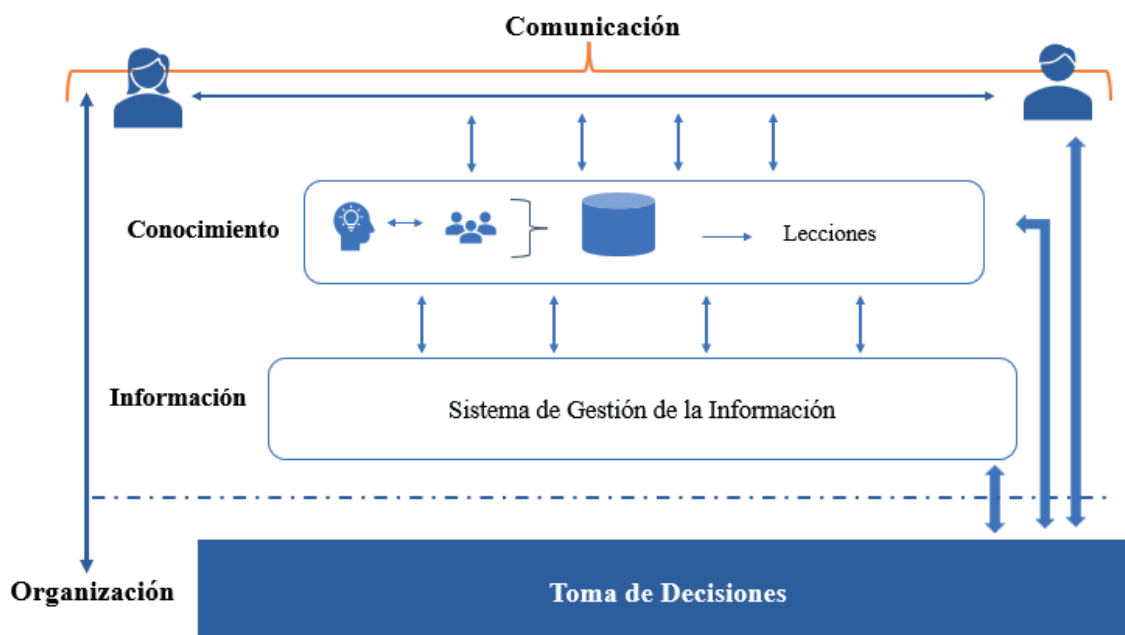 Comunicación
Conocimiento
Lecciones
Información
Sistema de Gestión de la Información
Organización
Toma de Decisiones